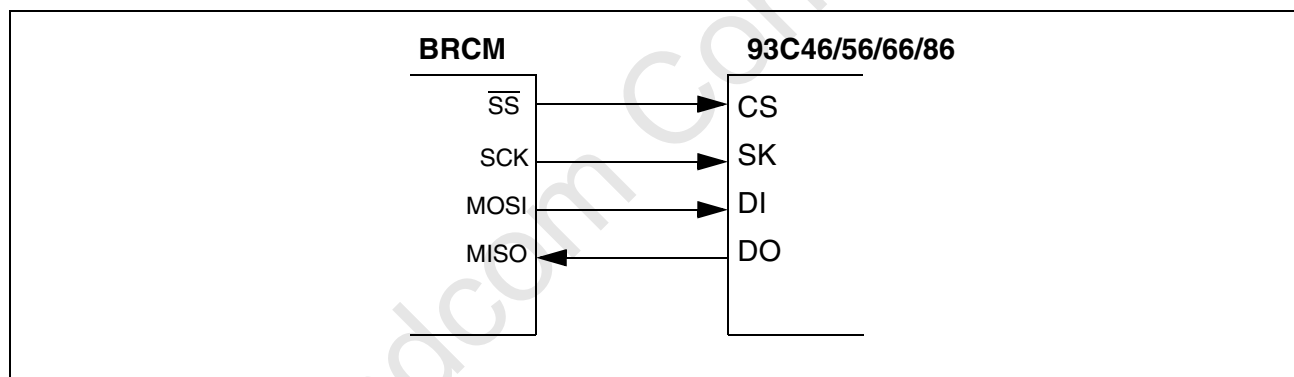 BRCM 93C46/56/66/86
SS CS
SCK SK
MOSI DI
MISO DO